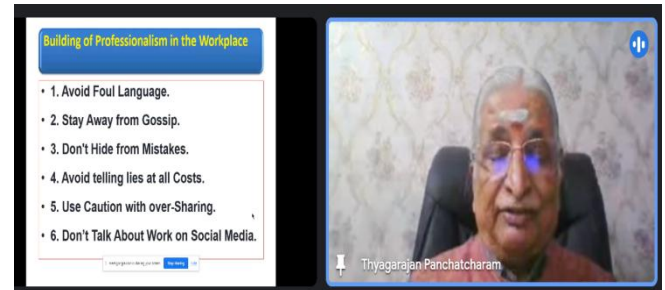 Building of Professionalism in the Workplace
• 1. Avoid Foul Language.
• 2. Stay Away from Gossip.
• 3. Don't Hide from Mistakes.
• 4. Avoid telling lies at all Costs.
• 5. Use Caution with over-Sharing.
• 6. Don't Talk About Work on Social Media.
Thyagarajan Panchatcharam